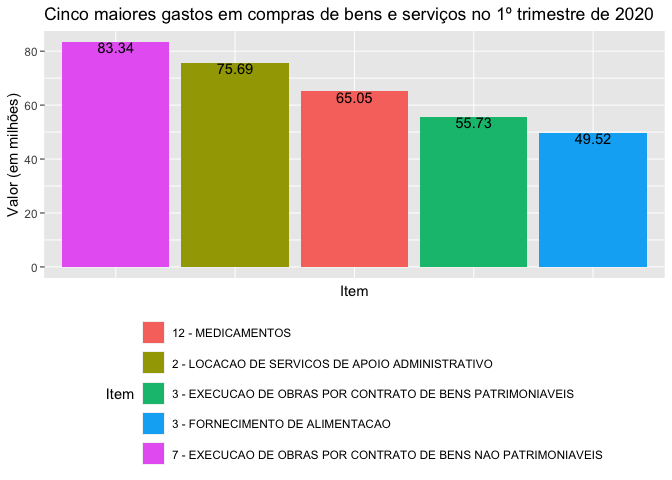 Cinco maiores gastos em compras de bens e serviços no 1º trimestre de 2020
Valor (em milhões)
80
60
40
20
0
83.34
75.69
65.05
55.73
49.52
Item
Item
12 - MEDICAMENTOS
2 - LOCACAO DE SERVICOS DE APOIO ADMINISTRATIVO
3 - EXECUCAO DE OBRAS POR CONTRATO DE BENS PATRIMONIAVEIS
3 - FORNECIMENTO DE ALIMENTACAO
7 - EXECUCAO DE OBRAS POR CONTRATO DE BENS NAO PATRIMONIAVEIS